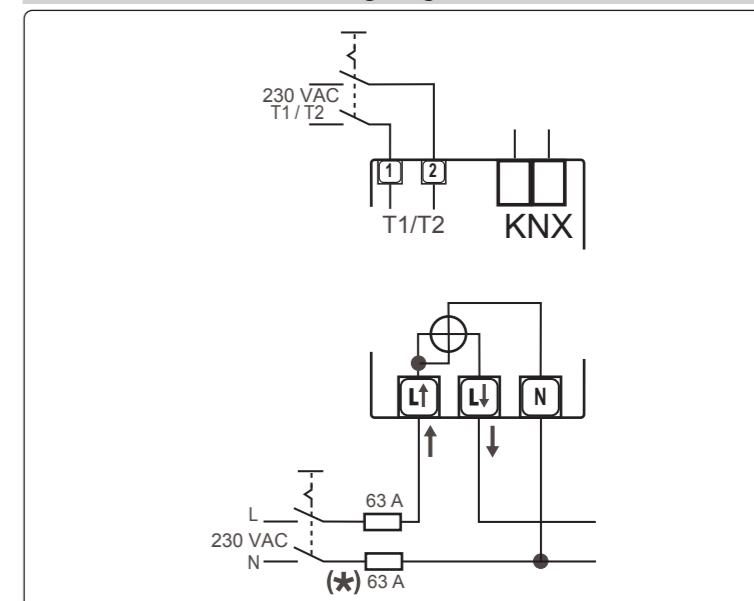 230 VAC
T1 / T2
1 2
T1/T2 KNX
L↑ L↓ N
63 A
L
230 VAC
N
(*) 63 A